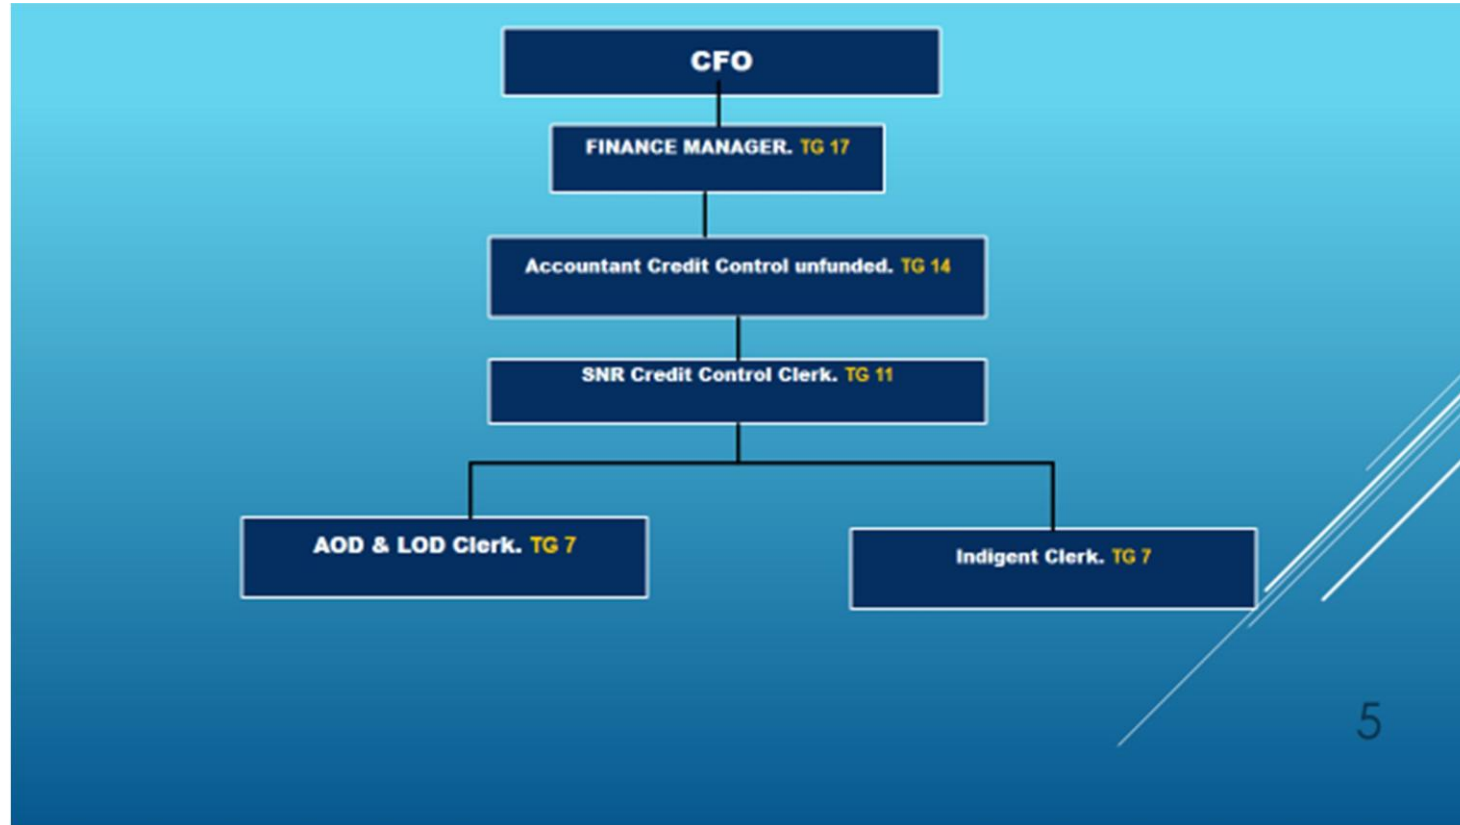 CFO
FINANCE MANAGER. TG 17
Accountant Credit Control unfunded. TG 14
SNR Credit Control Clerk. TG 11
AOD & LOD Clerk. TG 7
Indigent Clerk. TG 7
5